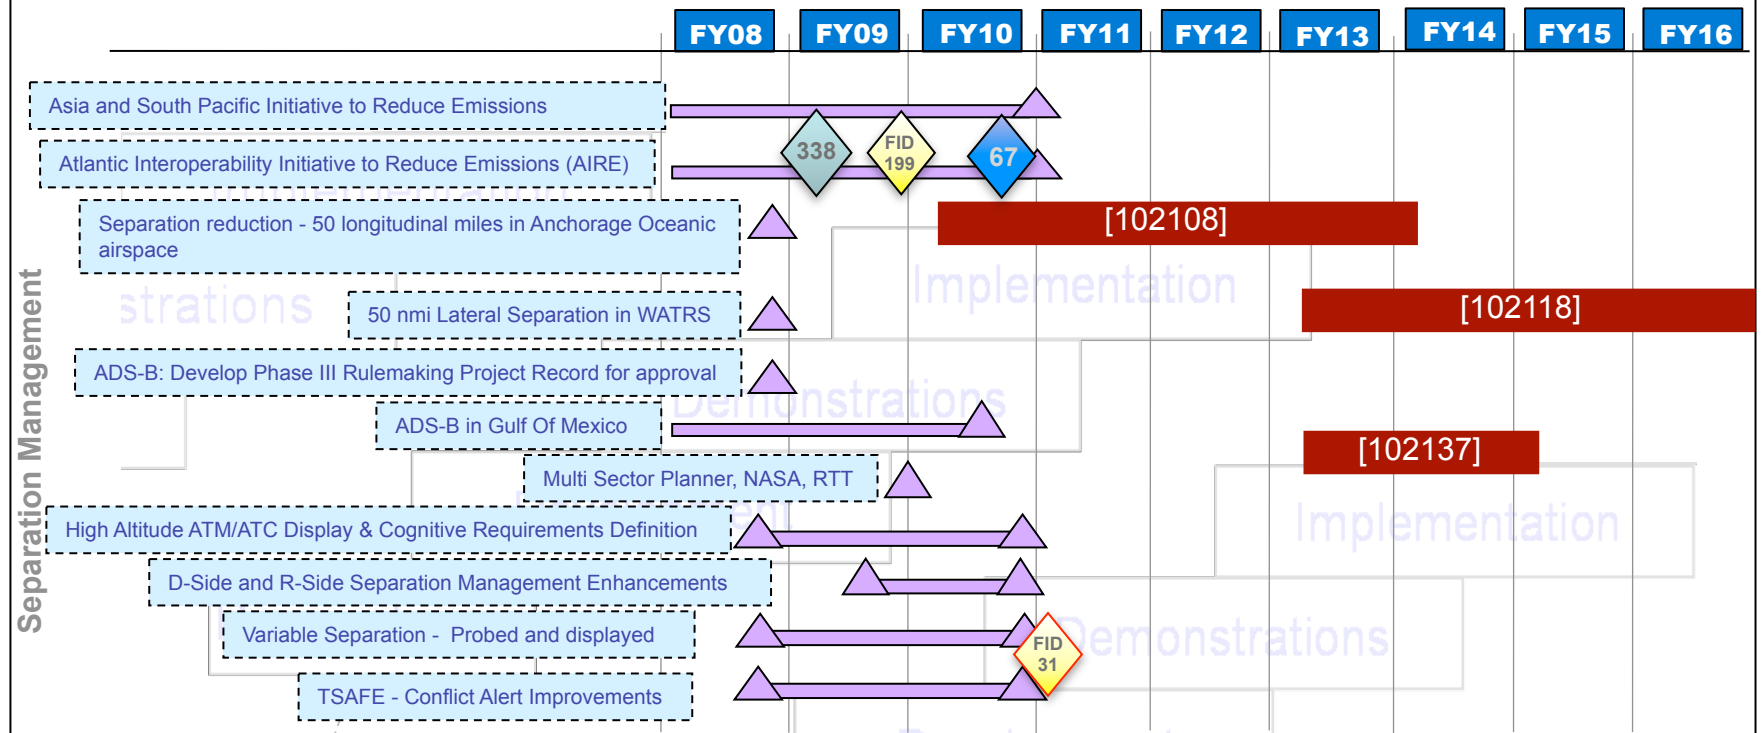 FY08 FY09 FY10 FY11 FY12 FY13 FY14 FY15 FY16
Separation Management
Asia and South Pacific Initiative to Reduce Emissions
Atlantic Interoperability Initiative to Reduce Emissions (AIRE)
338
FID
199
67
Separation reduction - 50 longitudinal miles in Anchorage Oceanic
airspace
[102108]
Implementation
strations
50 nmi Lateral Separation in WATRS
[102118]
ADS-B: Develop Phase III Rulemaking Project Record for approval
Demonstrations
ADS-B in Gulf Of Mexico
[102137]
Multi Sector Planner, NASA, RTT
High Altitude ATM/ATC Display & Cognitive Requirements Definition
Implementation
D-Side and R-Side Separation Management Enhancements
Variable Separation - Probed and displayed
FID
31
Demonstrations
TSAFE - Conflict Alert Improvements